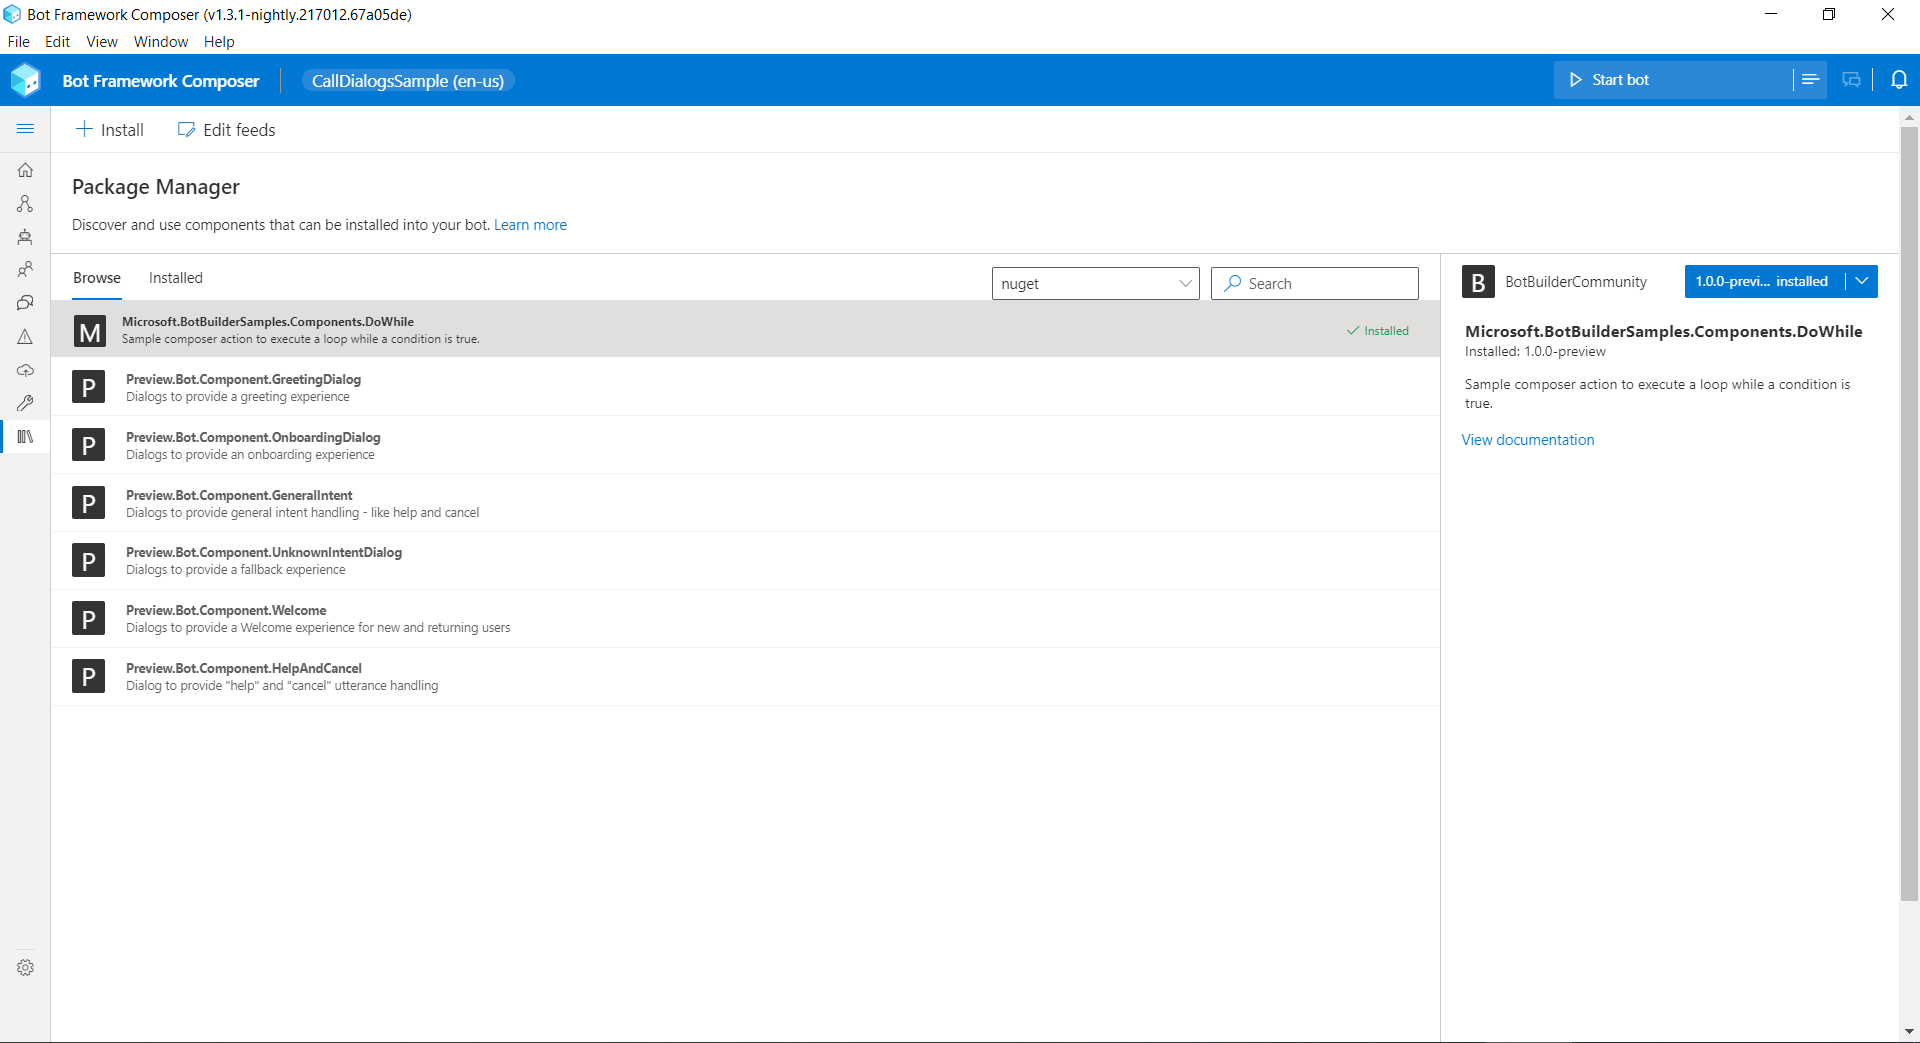 Bot Framework Composer (v1.3.1-nightly.217012.67a05de)
File Edit View Window Help
Bot Framework Composer CallDialogsSample (en-us) Start bot
Install Edit feeds
Package Manager
Discover and use components that can be installed into your bot. Learn more
Browse Installed nuget Search
M
Microsoft.BotBuilderSamples.Components.DoWhile
Sample composer action to execute a loop while a condition is true.
Installed
P
Preview.Bot.Component.GreetingDialog
Dialogs to provide a greeting experience
P
Preview.Bot.Component.OnboardingDialog
Dialogs to provide an onboarding experience
P
Preview.Bot.Component.GeneralIntent
Dialogs to provide general intent handling - like help and cancel
P
Preview.Bot.Component.UnknownIntentDialog
Dialogs to provide a fallback experience
P
Preview.Bot.Component.Welcome
Dialogs to provide a Welcome experience for new and returning users
P
Preview.Bot.Component.HelpAndCancel
Dialog to provide "help" and "cancel" utterance handling
B BotBuilderCommunity 1.0.0-previ... installed
Microsoft.BotBuilderSamples.Components.DoWhile
Installed: 1.0.0-preview
Sample composer action to execute a loop while a condition is
true.
View documentation